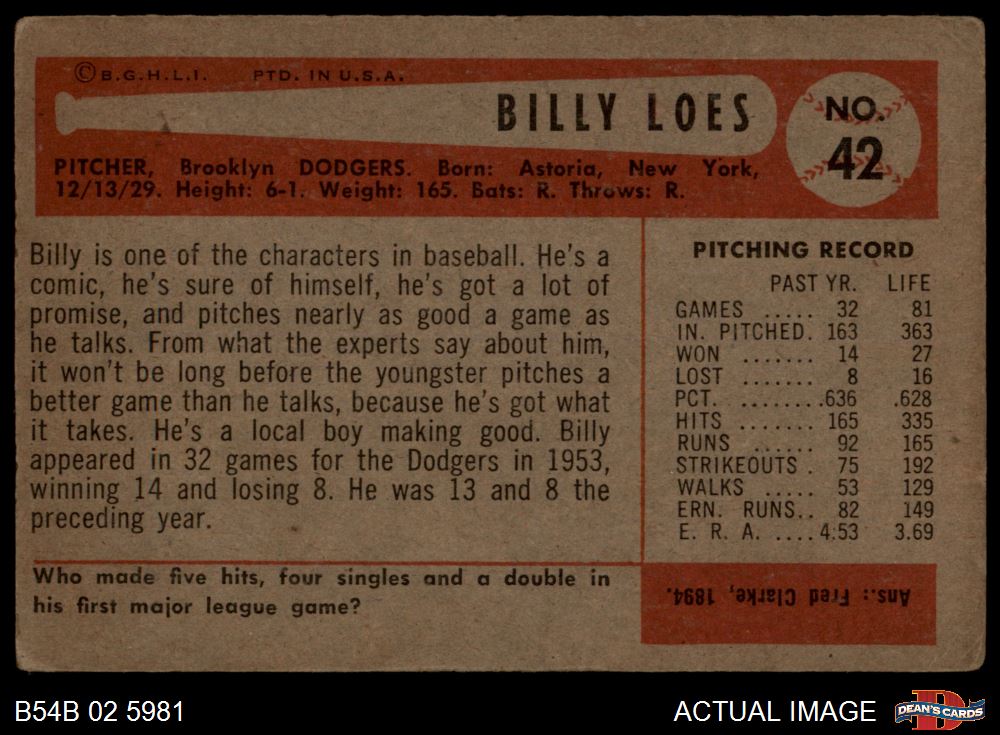 ©B.G.H.L.I. PTD. IN U.S.A.
BILLY LOES
NO.
42
PITCHER, Brooklyn DODGERS. Born: Astoria, New York,
12/13/29. Height: 6-1. Weight: 165. Bats: R. Throws: R.
Billy is one of the characters in baseball. He's a
comic, he's sure of himself, he's got a lot of
promise, and pitches nearly as good a game as
he talks. From what the experts say about him,
it won't be long before the youngster pitches a
better game than he talks, because he's got what
it takes. He's a local boy making good. Billy
appeared in 32 games for the Dodgers in 1953,
winning 14 and losing 8. He was 13 and 8 the
preceding year.
PITCHING RECORD
PAST YR. LIFE
GAMES ..... 32 81
IN. PITCHED. 163 363
WON ....... 14 27
LOST ....... 8 16
PCT. ........ .636 .628
HITS ....... 165 335
RUNS ...... 92 165
STRIKEOUTS . 75 192
WALKS ..... 53 129
ERN. RUNS.. 82 149
E. R. A. .... 4.53 3.69
Who made five hits, four singles and a double in
his first major league game?
Ans.: Fred Clarke, 1894.
B54B 02 5981
ACTUAL IMAGE
D
DEAN'S CARDS